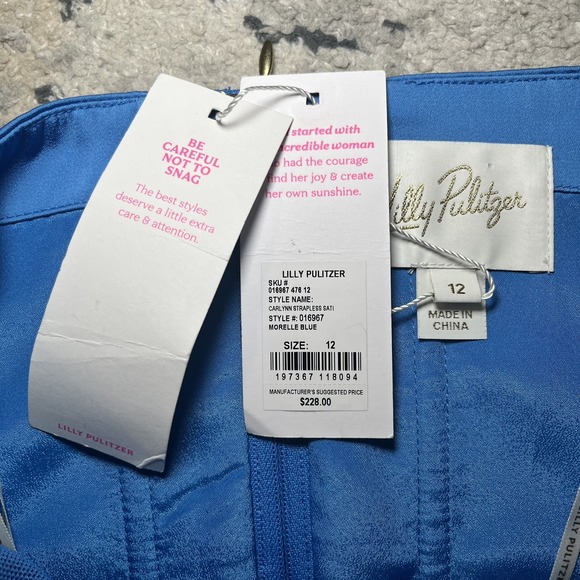 BE
CAREFUL
NOT TO
SNAG
The best styles
deserve a little extra
care & attention.
LILLY PULITZER
started with
incredible woman
had the courage
find her joy & create
her own sunshine.
LILLY PULITZER
SKU #
016967 476 12
STYLE NAME:
CARLYNN STRAPLESS SATI
STYLE #: 016967
MORELLE BLUE
SIZE: 12
197367 118094
MANUFACTURER'S SUGGESTED PRICE
$228.00
Lilly Pulitzer
12
MADE IN
CHINA
LILLY PULITZE